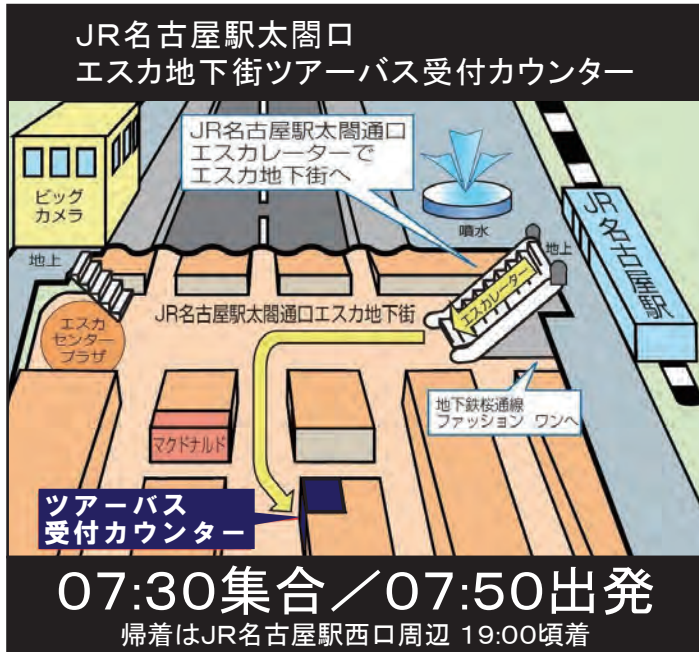 JR名古屋駅太閤口
エスカ地下街ツアーバス受付カウンター
JR名古屋駅太閤通口
エスカレーターで
エスカ地下街へ
ビッグ
カメラ
噴水
地上
地上
JR名古屋駅
エスカレーター
JR名古屋駅太閤通口エスカ地下街
エスカ
センター
プラザ
地下鉄桜通線
ファッション ワンへ
マクドナルド
ツアーバス
受付カウンター
07:30集合／07:50出発
帰着はJR名古屋駅西口周辺 19:00頃着